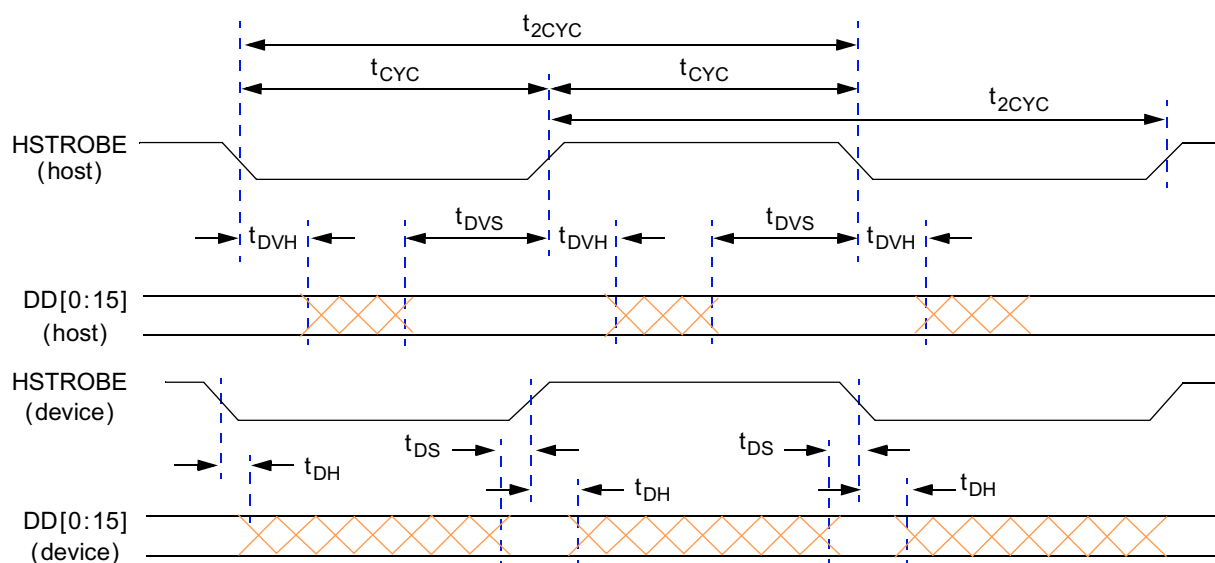 t2CYC
tCYC tCYC
t2CYC
HSTROBE
(host)
tDVH tDVS tDVH tDVS tDVH
DD[0:15]
(host)
HSTROBE
(device)
tDS tDS
tDH tDH tDH
DD[0:15]
(device)